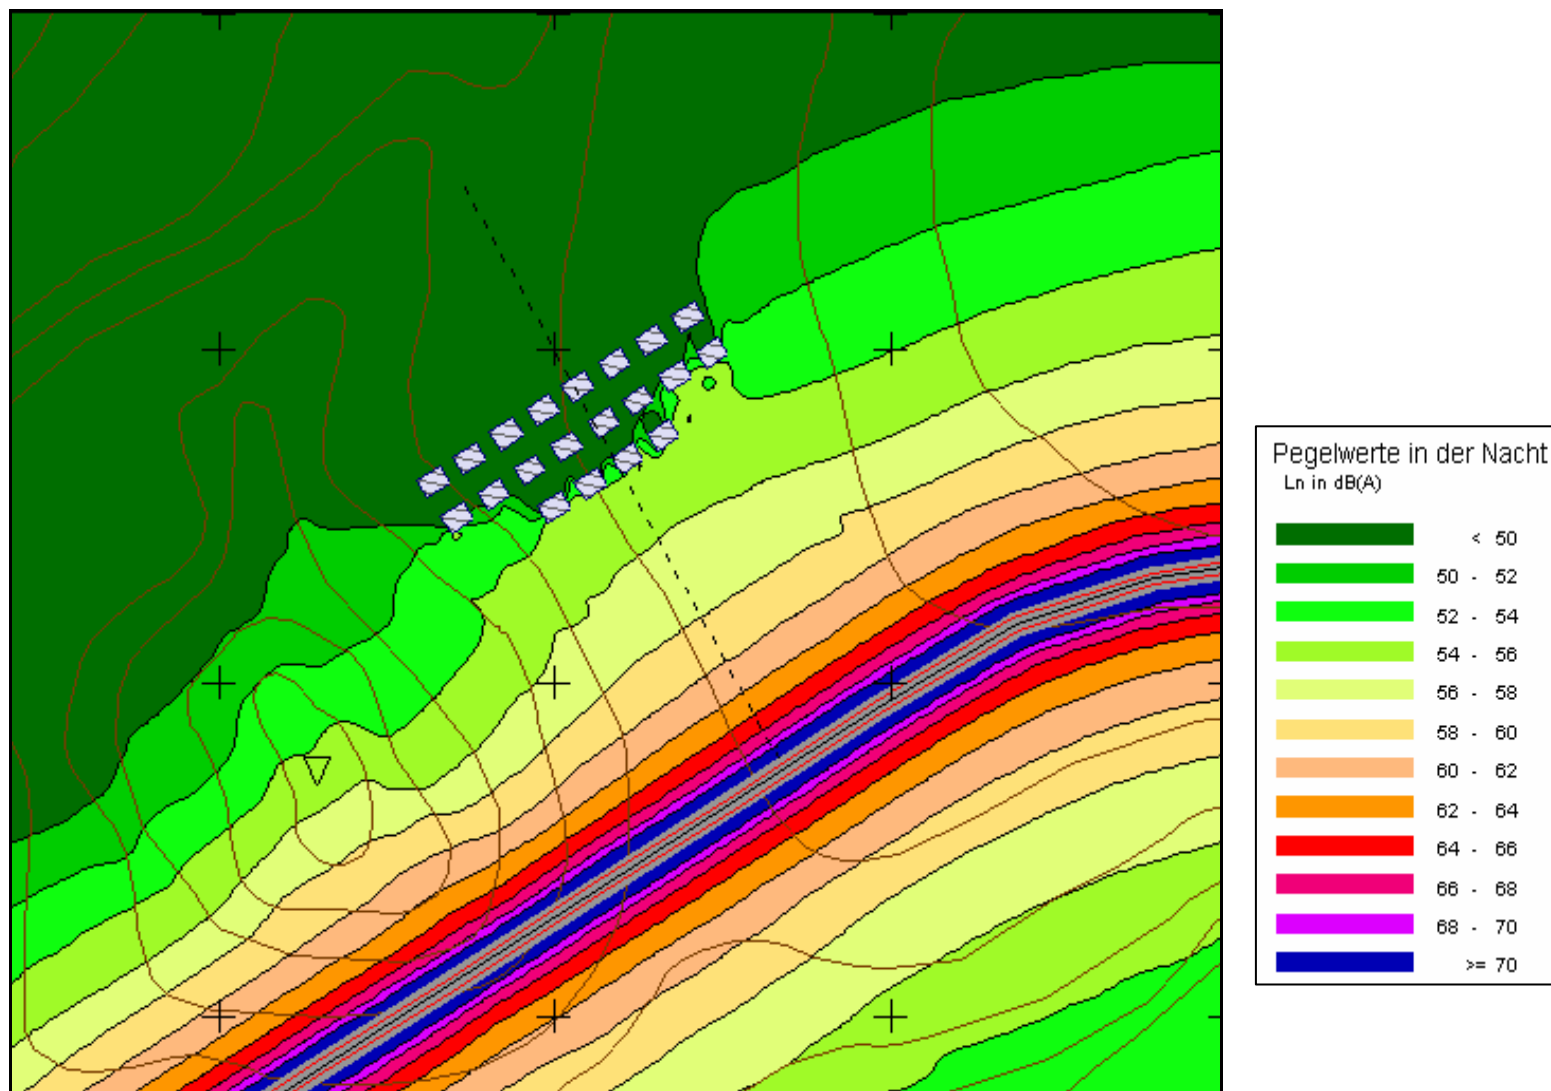 Pegelwerte in der Nacht
Ln in dB(A)
< 50
50 - 52
52 - 54
54 - 56
56 - 58
58 - 60
60 - 62
62 - 64
64 - 66
66 - 68
68 - 70
>= 70